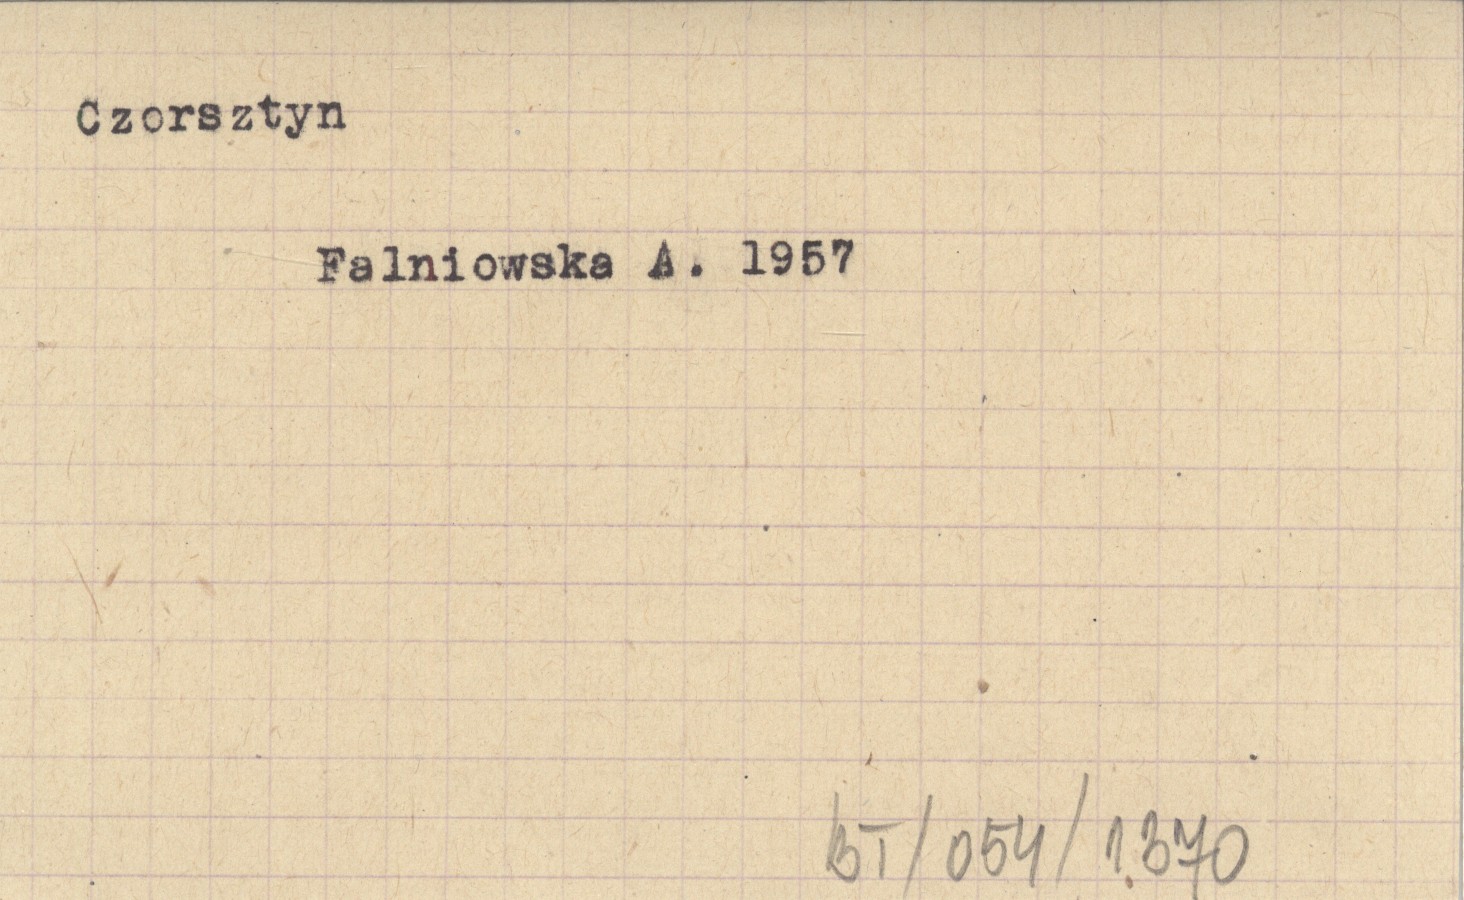 Czorsztyn
Falniowska A. 1957
BT/054/1370